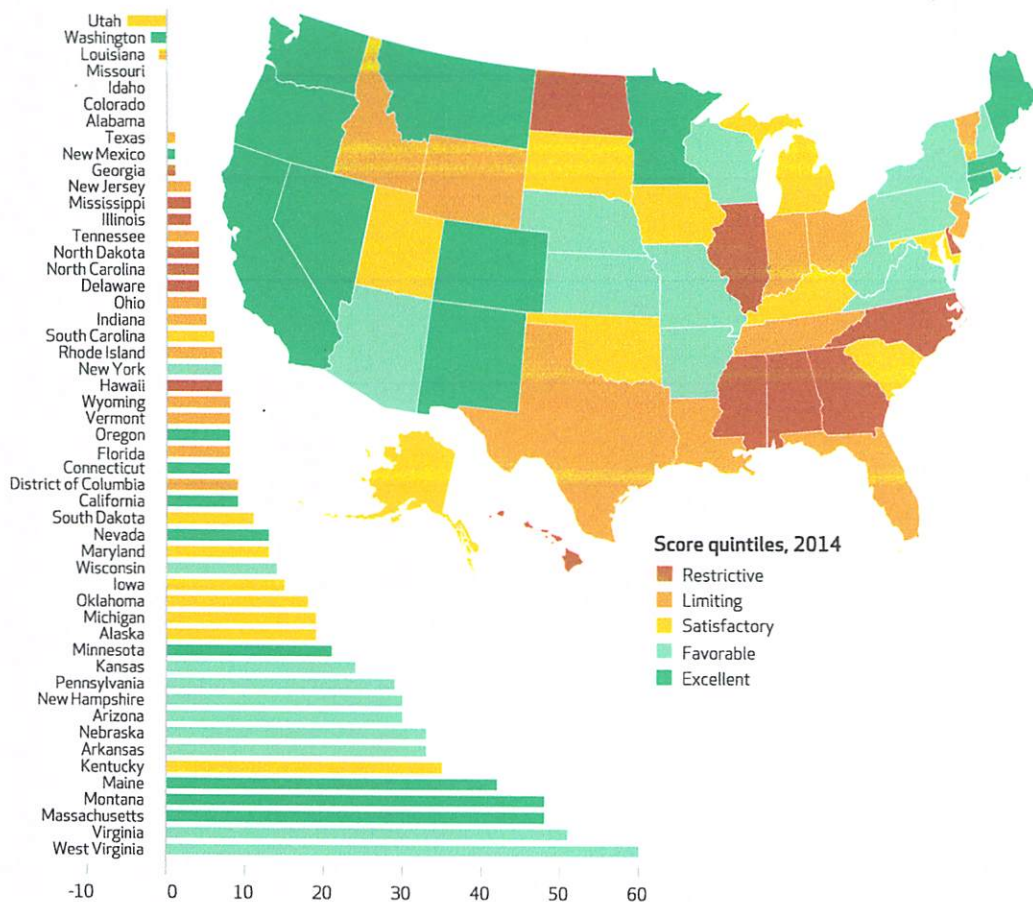 Utah
Washington
Louisiana
Missouri
Idaho
Colorado
Alabama
Texas
New Mexico
Georgia
New Jersey
Mississippi
Illinois
Tennessee
North Dakota
North Carolina
Delaware
Ohio
Indiana
South Carolina
Rhode Island
New York
Hawaii
Wyoming
Vermont
Oregon
Florida
Connecticut
District of Columbia
California
South Dakota
Nevada
Maryland
Wisconsin
Iowa
Oklahoma
Michigan
Alaska
Minnesota
Kansas
Pennsylvania
New Hampshire
Arizona
Nebraska
Arkansas
Kentucky
Maine
Montana
Massachusetts
Virginia
West Virginia
-10 0 10 20 30 40 50 60
Score quintiles, 2014
Restrictive
Limiting
Satisfactory
Favorable
Excellent